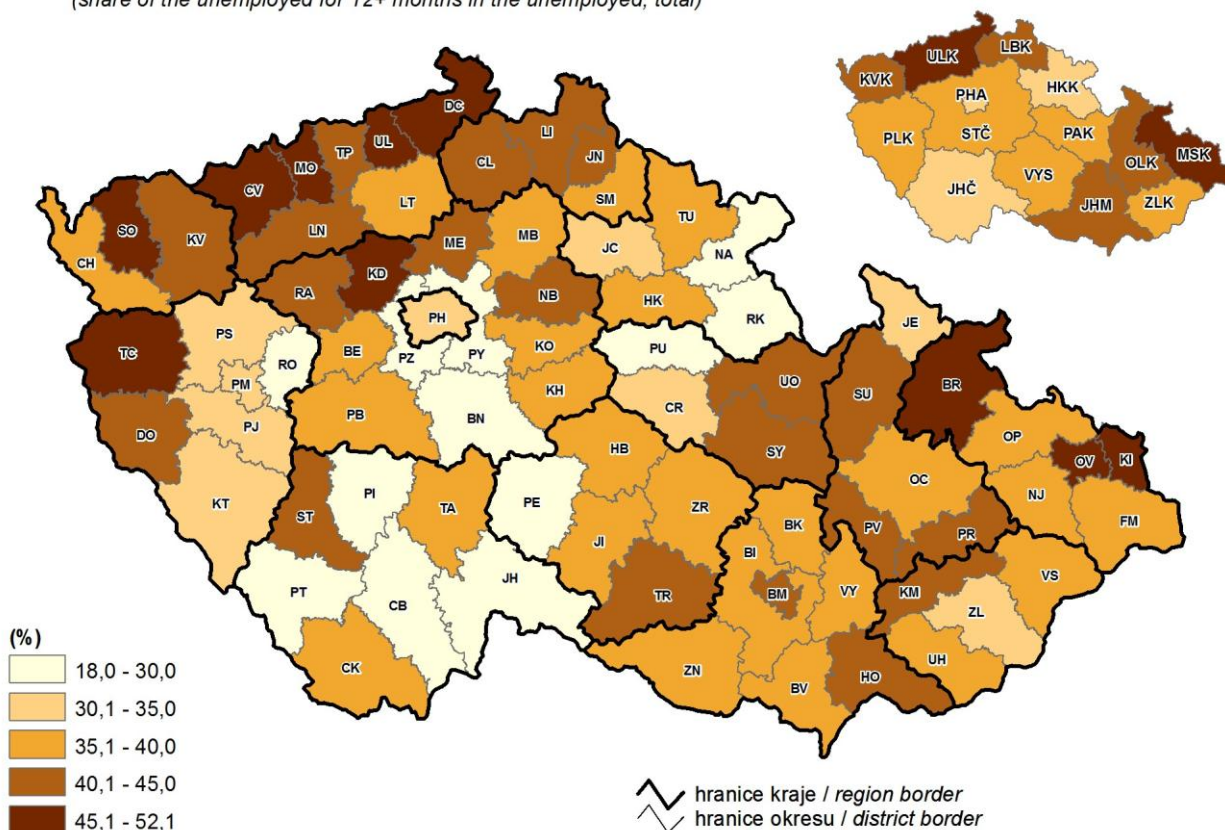 (share of the unemployed for 12+ months in the unemployed, total)
ULK
LBK
KVK
HKK
PHA
PLK
STČ
PAK
MSK
OLK
VYS
JHČ
JHM
ZLK
DC
UL
LI
TP
MO
CL
JN
CV
LT
SM
SO
KV
LN
TU
ME
MB
JC
NA
CH
KD
RA
NB
HK
PH
RK
JE
PS
TC
RO
BE
PZ
PY
KO
PU
UO
BR
PM
KH
SU
PB
BN
CR
PJ
DO
OP
HB
SY
OV
KI
KT
PI
TA
PE
ZR
OC
NJ
FM
ST
BK
PV
PR
JI
BI
JH
VS
PT
CB
TR
BM
VY
KM
ZL
CK
ZN
BV
HO
UH
(%)
18,0 - 30,0
30,1 - 35,0
35,1 - 40,0
40,1 - 45,0
45,1 - 52,1
hranice kraje / region border
hranice okresu / district border